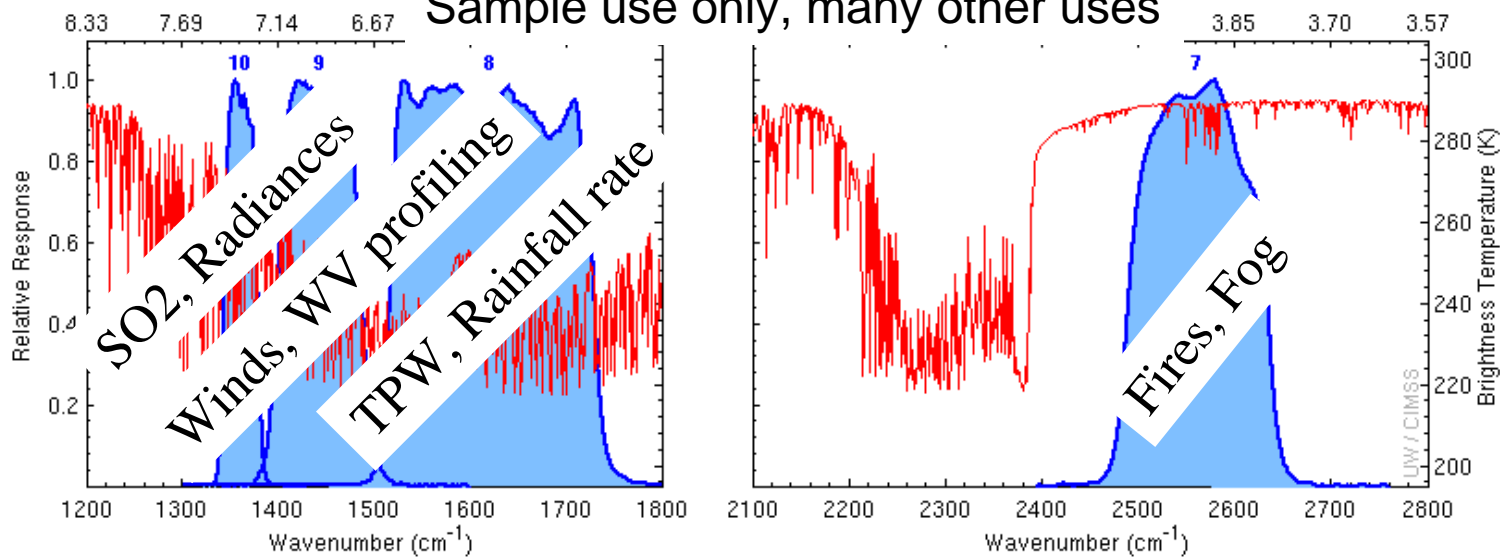 Sample use only, many other uses
8.33 7.69 7.14 6.67 3.85 3.70 3.57
10 9 8 7
1.0 0.8 0.6 0.4 0.2
Relative Response
SO2, Radiances
Winds, WV profiling
TPW, Rainfall rate
Fires, Fog
300 280 260 240 220 200
Brightness Temperature (K)
UW / CIMSS
1200 1300 1400 1500 1600 1700 1800
2100 2200 2300 2400 2500 2600 2700 2800
Wavenumber (cm⁻¹)
Wavenumber (cm⁻¹)